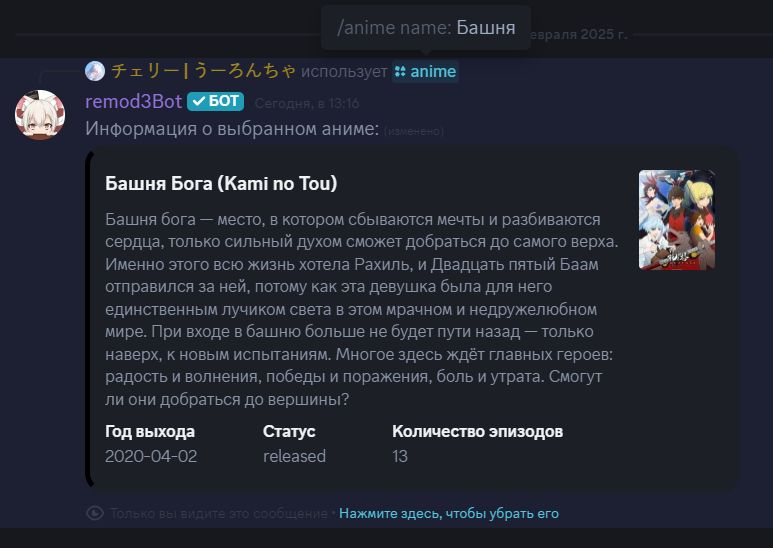 /anime name: Башня
евраля 2025 г.
チェリー | うーろんちゃ использует anime
remod3Bot БОТ Сегодня, в 13:16
Информация о выбранном аниме: (изменено)
Башня Бога (Kami no Tou)
Башня бога — место, в котором сбываются мечты и разбиваются
сердца, только сильный духом сможет добраться до самого верха.
Именно этого всю жизнь хотела Рахиль, и Двадцать пятый Баам
отправился за ней, потому как эта девушка была для него
единственным лучиком света в этом мрачном и недружелюбном
мире. При входе в башню больше не будет пути назад — только
наверх, к новым испытаниям. Многое здесь ждёт главных героев:
радость и волнения, победы и поражения, боль и утрата. Смогут
ли они добраться до вершины?
Год выхода Статус Количество эпизодов
2020-04-02 released 13
Только вы видите это сообщение • Нажмите здесь, чтобы убрать его